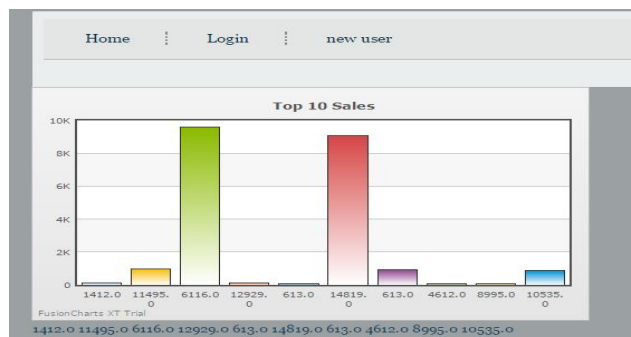 Home Login new user
Top 10 Sales
10K
8K
6K
4K
2K
0
1412.0 11495. 6116.0 12929. 613.0 14819. 613.0 4612.0 8995.0 10535.
0 0 0 0
FusionCharts XT Trial
1412.0 11495.0 6116.0 12929.0 613.0 14819.0 613.0 4612.0 8995.0 10535.0